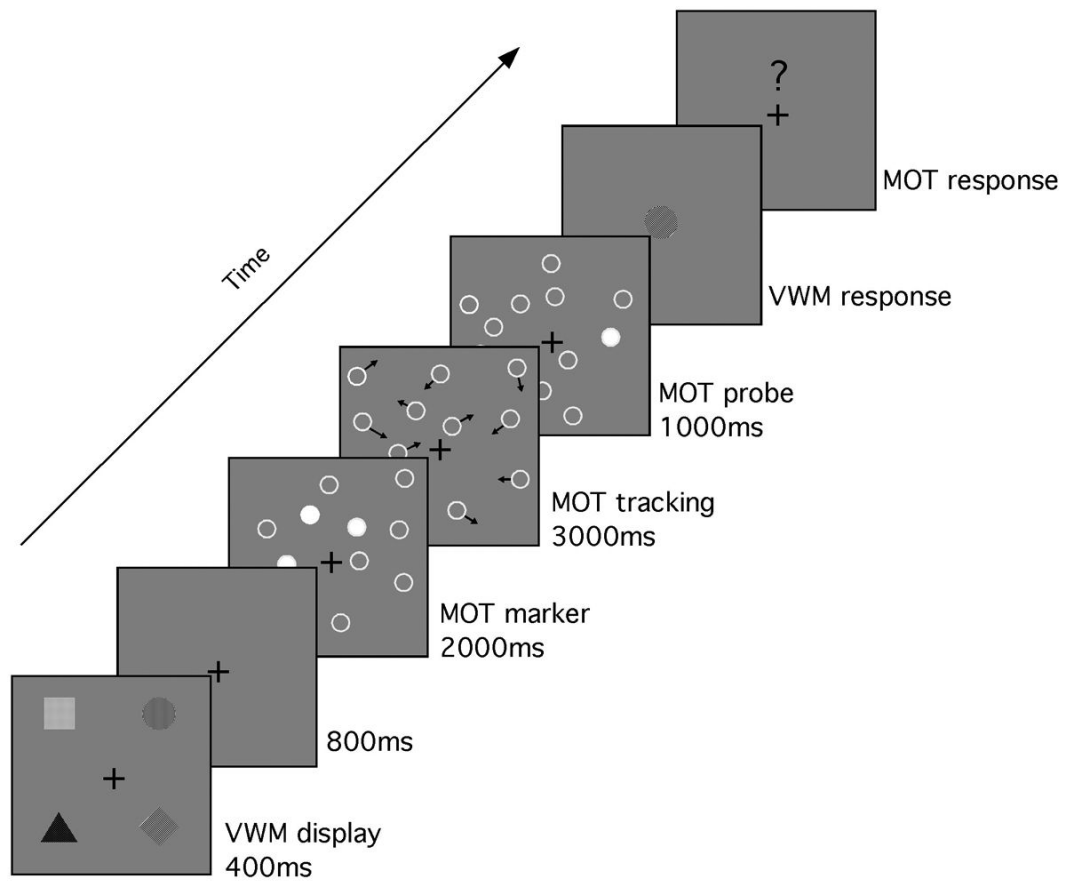 ?
MOT response
VWM response
Time
MOT probe
1000ms
MOT tracking
3000ms
MOT marker
2000ms
800ms
VWM display
400ms